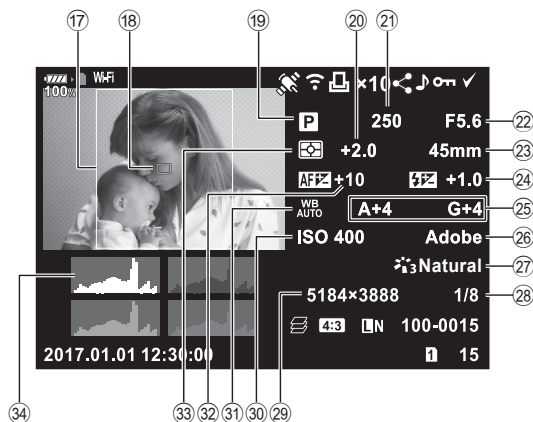 ⑰ ⑱ ⑲ ⑳ ㉑
Wi-Fi ×10
100%
P 250 F5.6 ㉒
+2.0 45mm ㉓
AF +10 +1.0 ㉔
WB AUTO A+4 G+4 ㉕
ISO 400 Adobe ㉖
3 Natural ㉗
5184×3888 1/8 ㉘
4:3 LN 100-0015
2017.01.01 12:30:00 1 15
㉞ ㉝ ㉜ ㉛ ㉚ ㉙